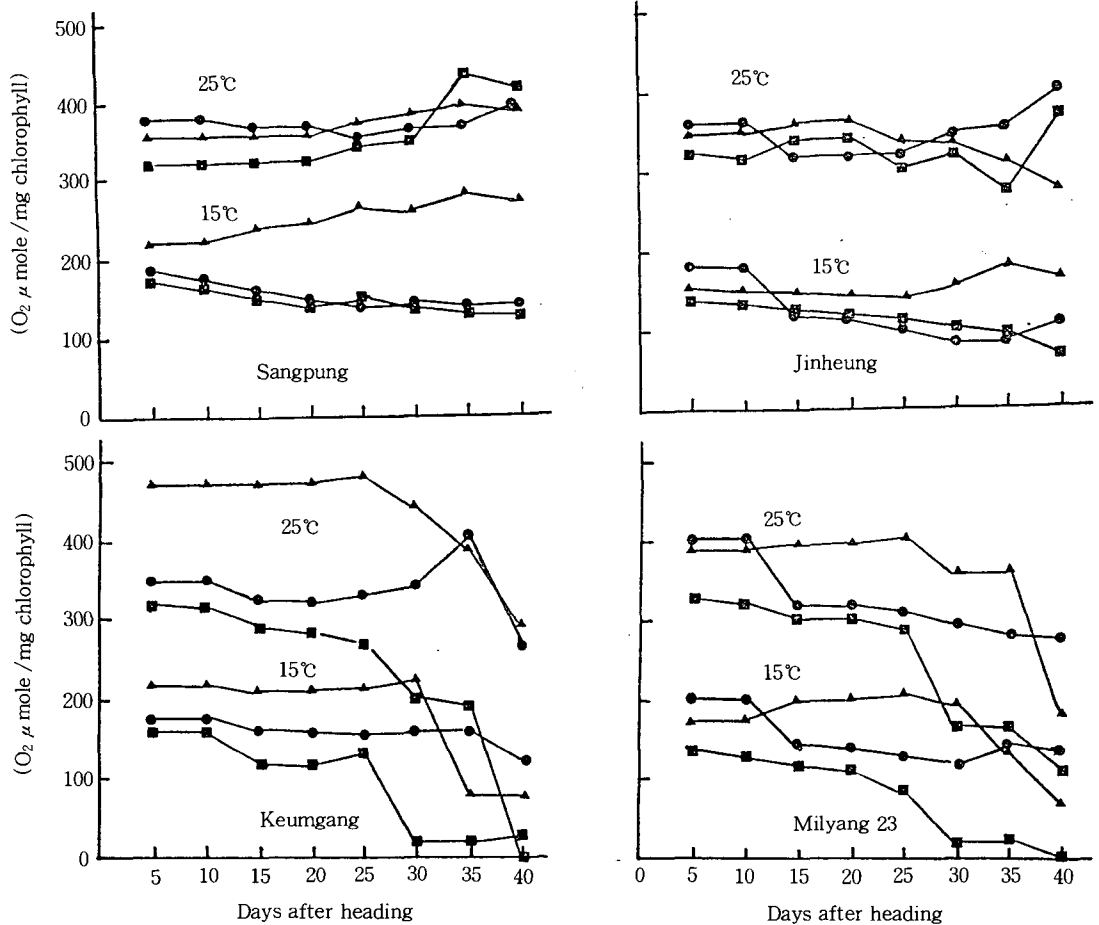 (O₂ μ mole/mg chlorophyll)
500
400
300
200
100
0
25℃
15℃
Sangpung
25℃
15℃
Jinheung
(O₂ μ mole/mg chlorophyll)
500
400
300
200
100
0
25℃
15℃
Keumgang
5 10 15 20 25 30 35 40
Days after heading
25℃
15℃
Milyang 23
0 5 10 15 20 25 30 35 40
Days after heading